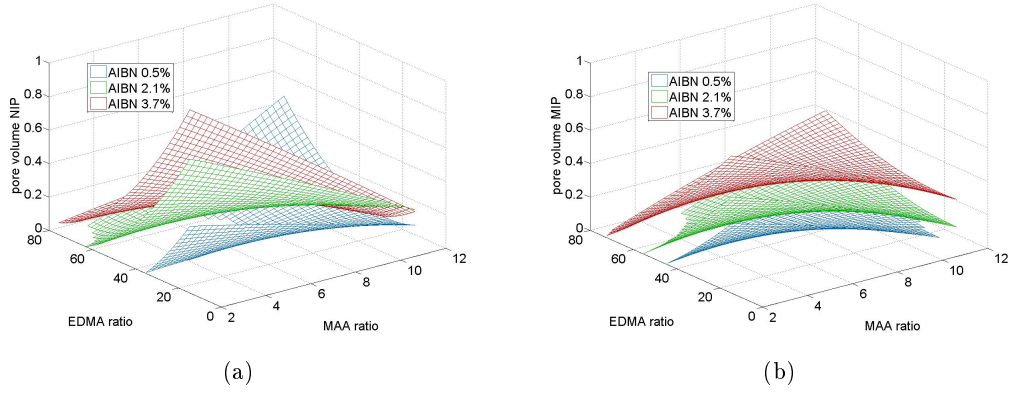 1
0.8
0.6
0.4
0.2
0
pore volume NIP
AIBN 0.5%
AIBN 2.1%
AIBN 3.7%
80
60
40
20
0
EDMA ratio
2
4
6
8
10
12
MAA ratio
(a)
1
0.8
0.6
0.4
0.2
0
pore volume MIP
AIBN 0.5%
AIBN 2.1%
AIBN 3.7%
80
60
40
20
0
EDMA ratio
2
4
6
8
10
12
MAA ratio
(b)